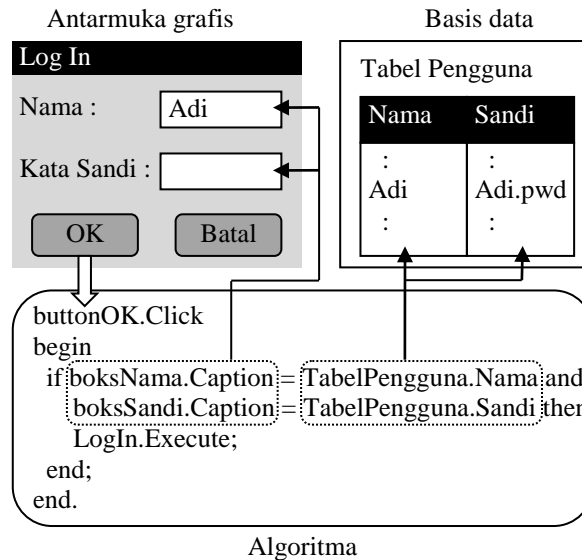 Antarmuka grafis
Log In
Nama :
Adi
Kata Sandi :
OK
Batal
Basis data
Tabel Pengguna
Nama Sandi
: :
Adi Adi.pwd
: :
buttonOK.Click
begin
if boksNama.Caption = TabelPengguna.Nama and
boksSandi.Caption = TabelPengguna.Sandi then
LogIn.Execute;
end;
end.
Algoritma